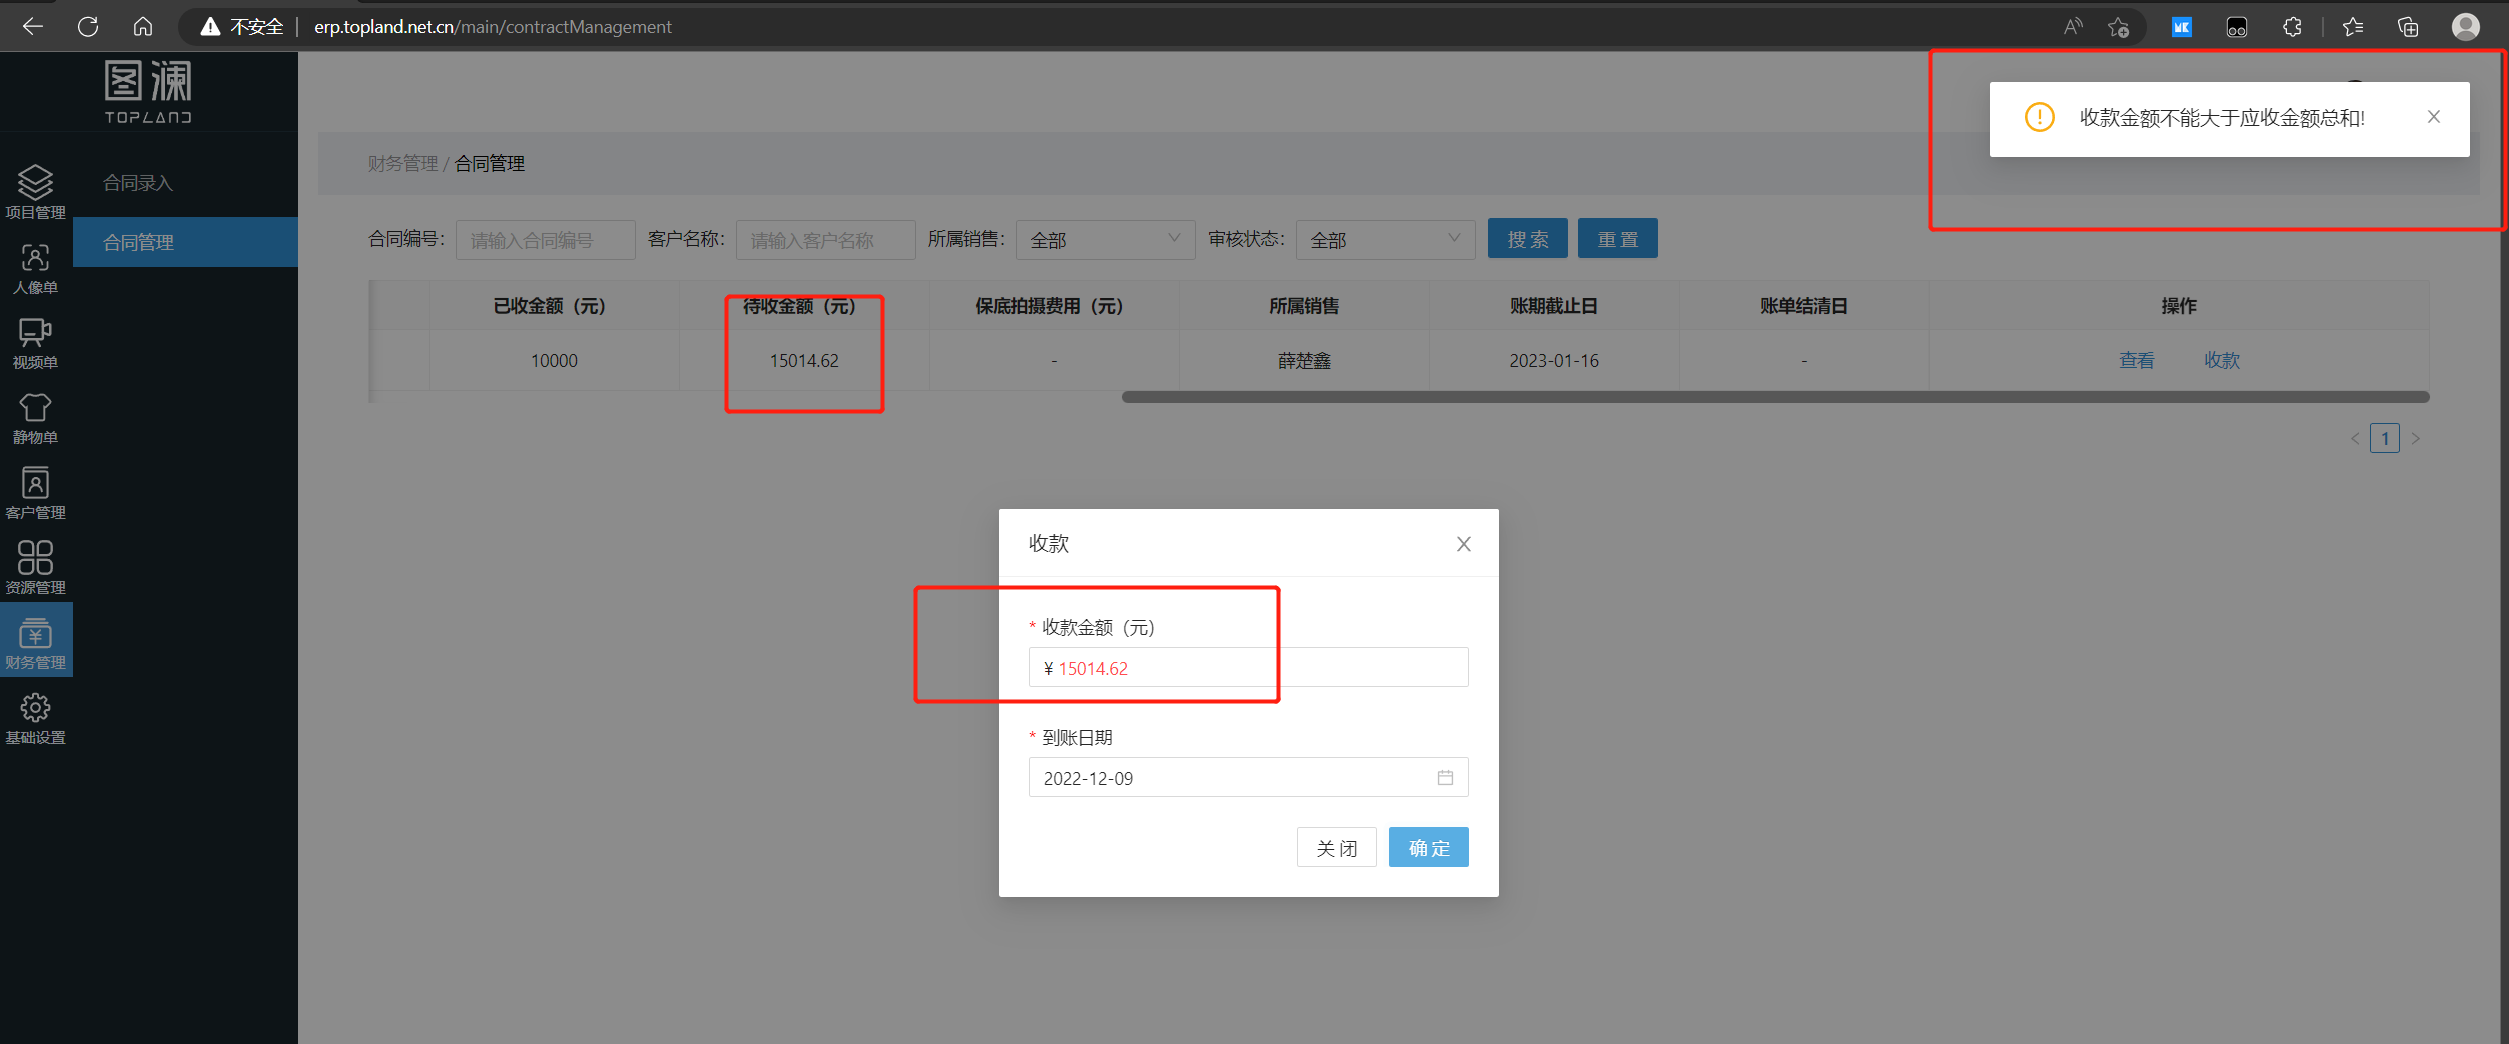 不安全 | erp.topland.net.cn/main/contractManagement
图澜
TOPLAND
收款金额不能大于应收金额总和!
项目管理
人像单
视频单
静物单
客户管理
资源管理
财务管理
基础设置
合同录入
合同管理
财务管理 / 合同管理
合同编号: 请输入合同编号 客户名称: 请输入客户名称 所属销售: 全部 审核状态: 全部 搜索 重置
已收金额（元） 待收金额（元） 保底拍摄费用（元） 所属销售 账期截止日 账单结清日 操作
10000 15014.62 - 薛楚鑫 2023-01-16 - 查看 收款
1
收款
* 收款金额（元）
¥ 15014.62
* 到账日期
2022-12-09
关闭 确定